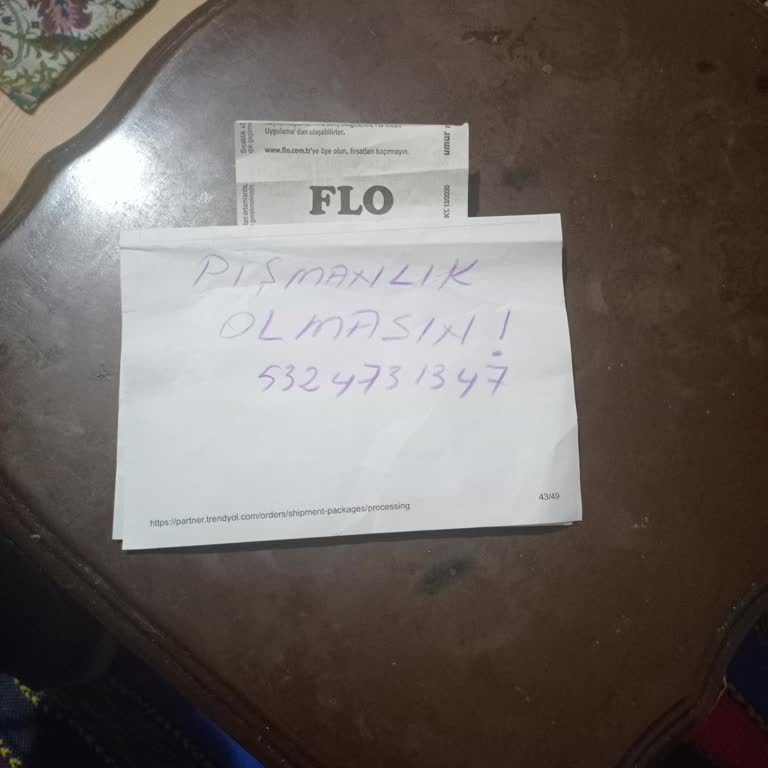 Uygulama'dan ulaşabilirler.
www.flo.com.tr'ye üye olun, fırsatları kaçırmayın.
FLO
PIŞMANLIK
OLMASIN!
5324731347
https://partner.trendyol.com/orders/shipment-packages/processing
43/49